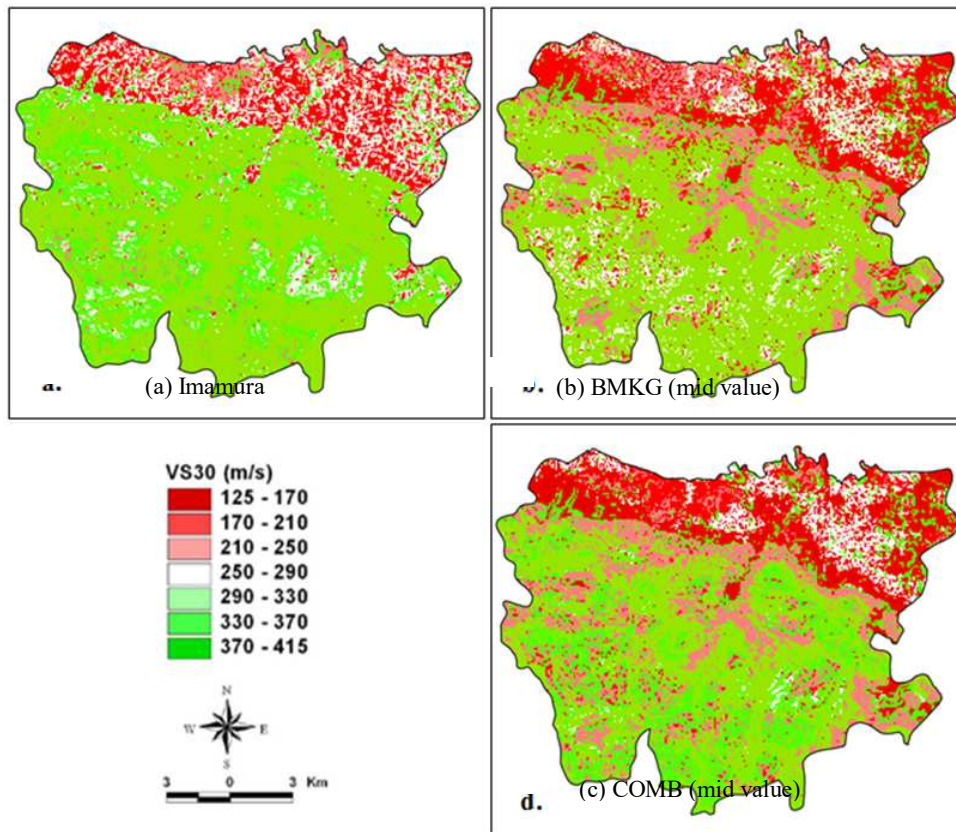 a. (a) Imamura
b. (b) BMKG (mid value)
VS30 (m/s)
125 - 170
170 - 210
210 - 250
250 - 290
290 - 330
330 - 370
370 - 415
N
W E
S
3 0 3 Km
d. (c) COMB (mid value)